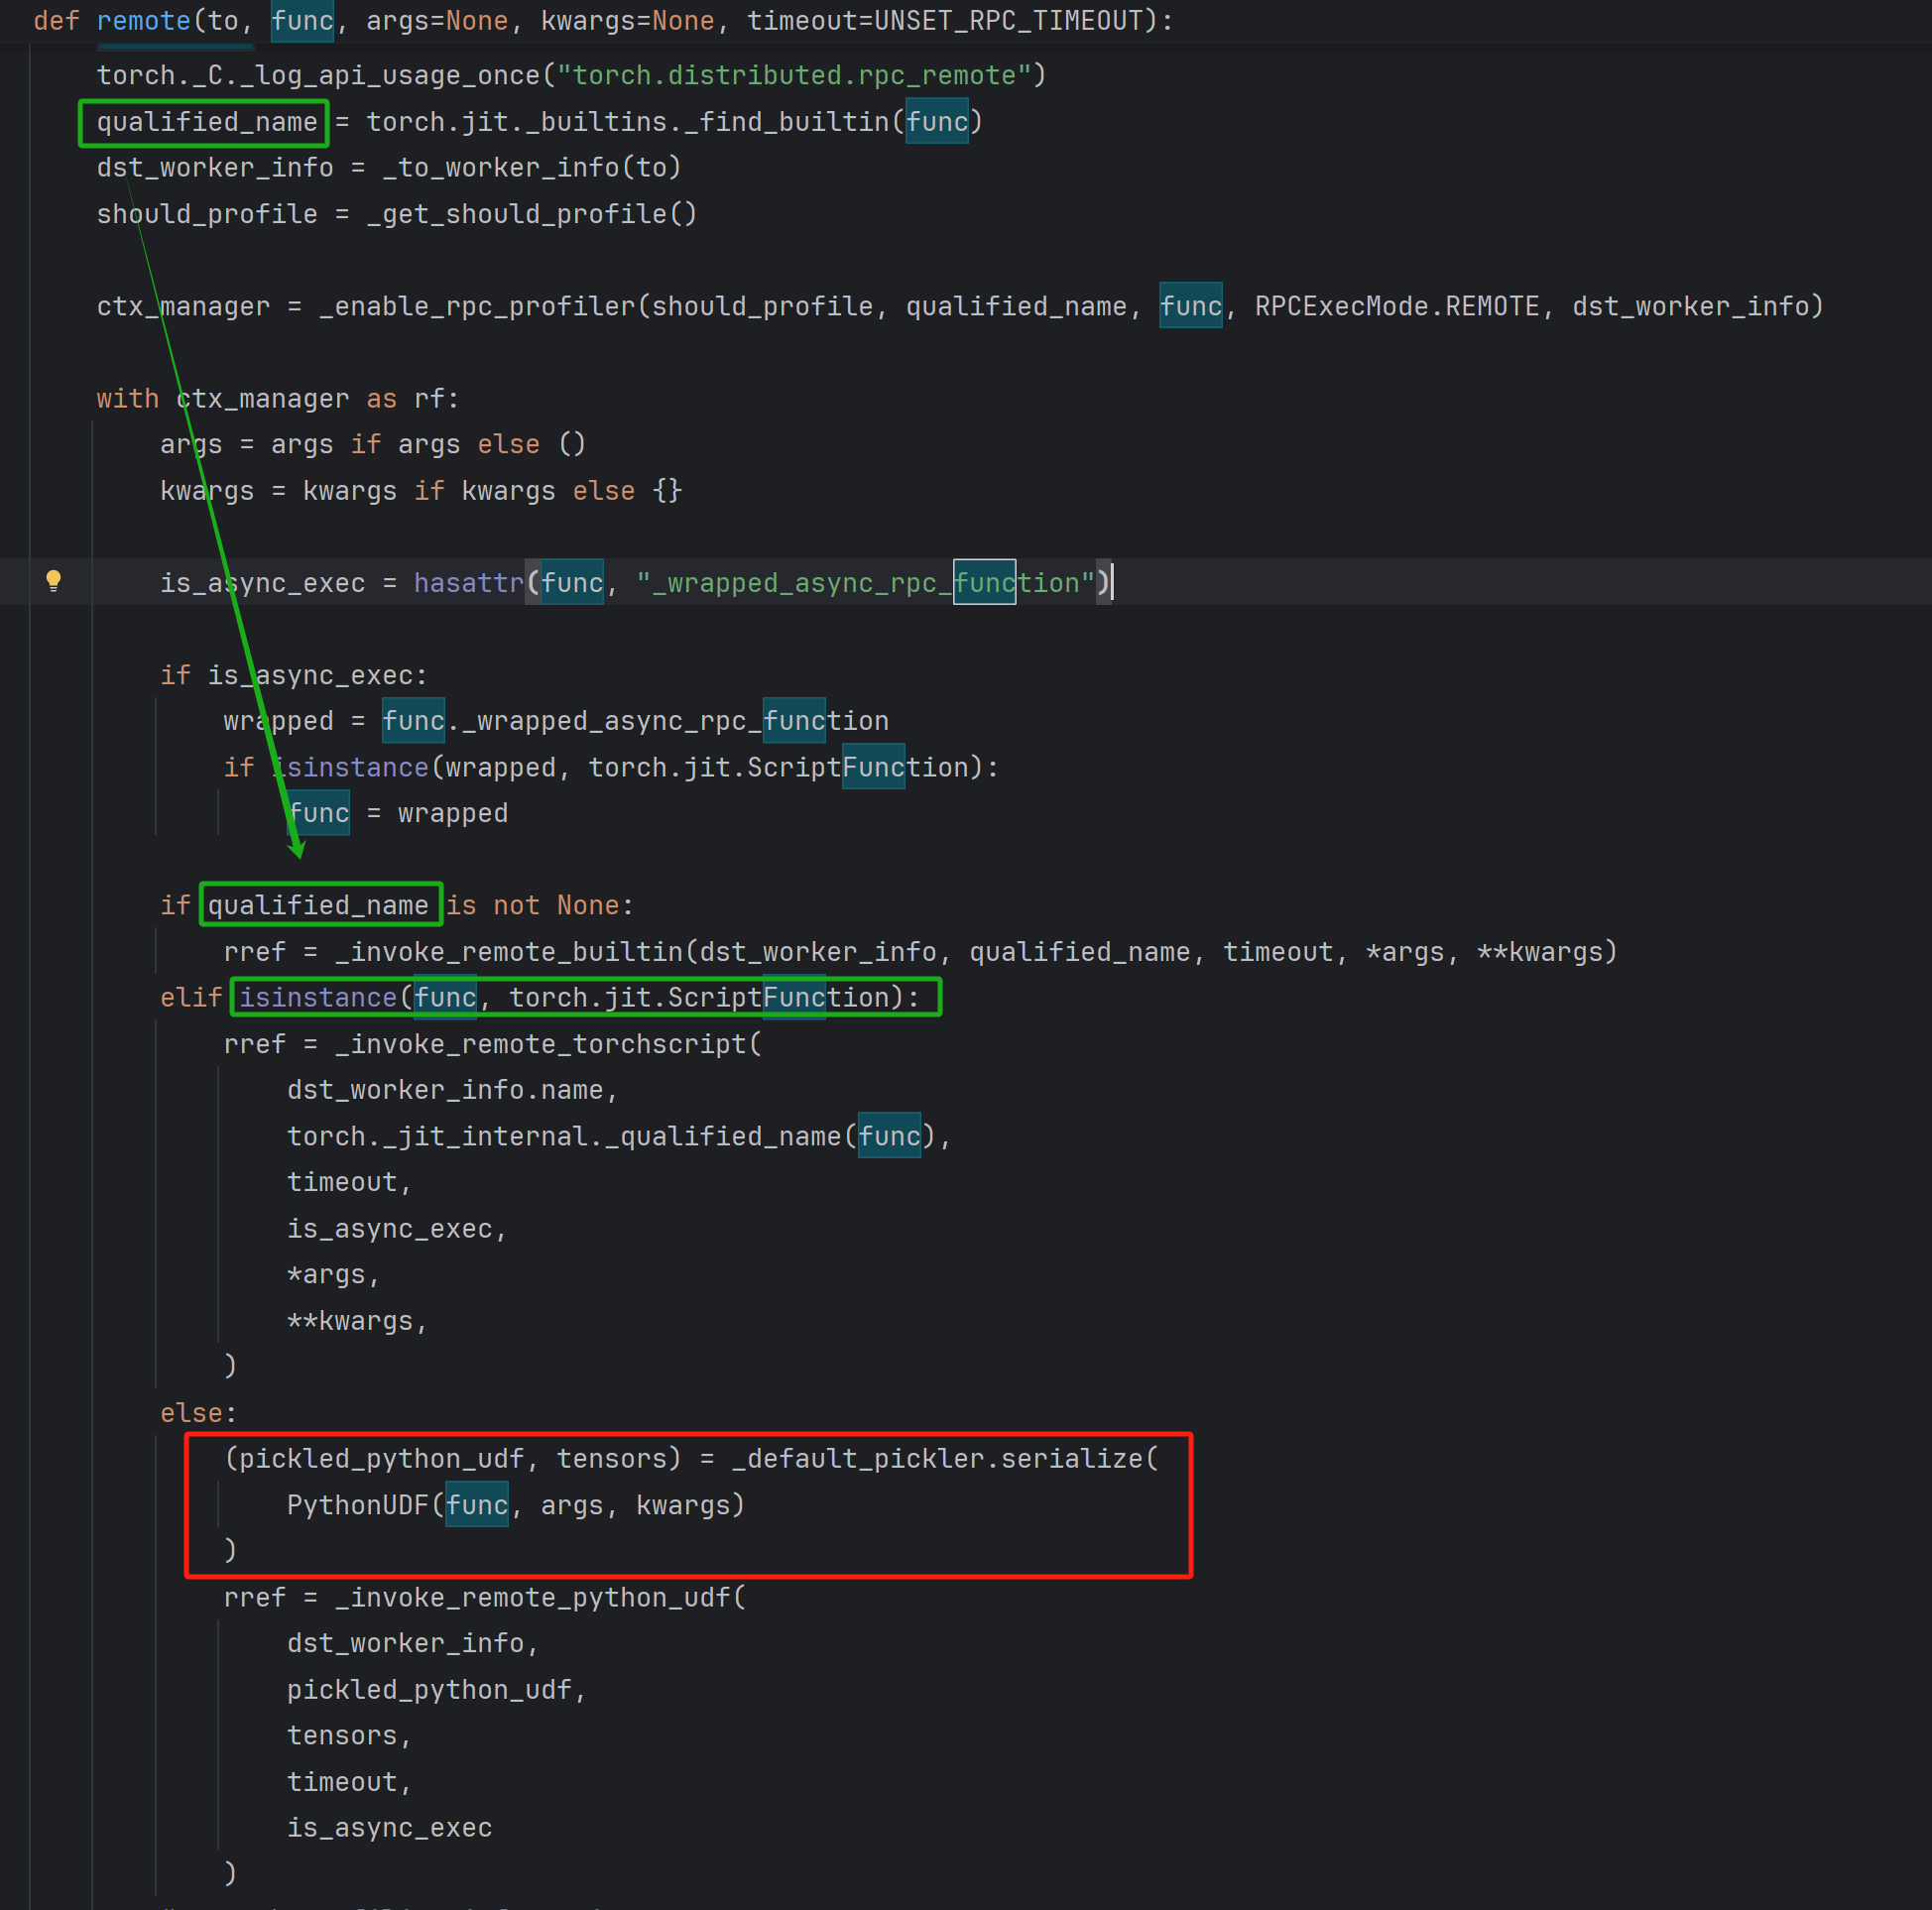 def remote(to, func, args=None, kwargs=None, timeout=UNSET_RPC_TIMEOUT):
torch._C._log_api_usage_once("torch.distributed.rpc_remote")
qualified_name = torch.jit._builtins._find_builtin(func)
dst_worker_info = _to_worker_info(to)
should_profile = _get_should_profile()
ctx_manager = _enable_rpc_profiler(should_profile, qualified_name, func, RPCExecMode.REMOTE, dst_worker_info)
with ctx_manager as rf:
args = args if args else ()
kwargs = kwargs if kwargs else {}
is_async_exec = hasattr(func, "_wrapped_async_rpc_function")
if is_async_exec:
wrapped = func._wrapped_async_rpc_function
if isinstance(wrapped, torch.jit.ScriptFunction):
func = wrapped
if qualified_name is not None:
rref = _invoke_remote_builtin(dst_worker_info, qualified_name, timeout, *args, **kwargs)
elif isinstance(func, torch.jit.ScriptFunction):
rref = _invoke_remote_torchscript(
dst_worker_info.name,
torch._jit_internal._qualified_name(func),
timeout,
is_async_exec,
*args,
**kwargs,
)
else:
(pickled_python_udf, tensors) = _default_pickler.serialize(
PythonUDF(func, args, kwargs)
)
rref = _invoke_remote_python_udf(
dst_worker_info,
pickled_python_udf,
tensors,
timeout,
is_async_exec
)